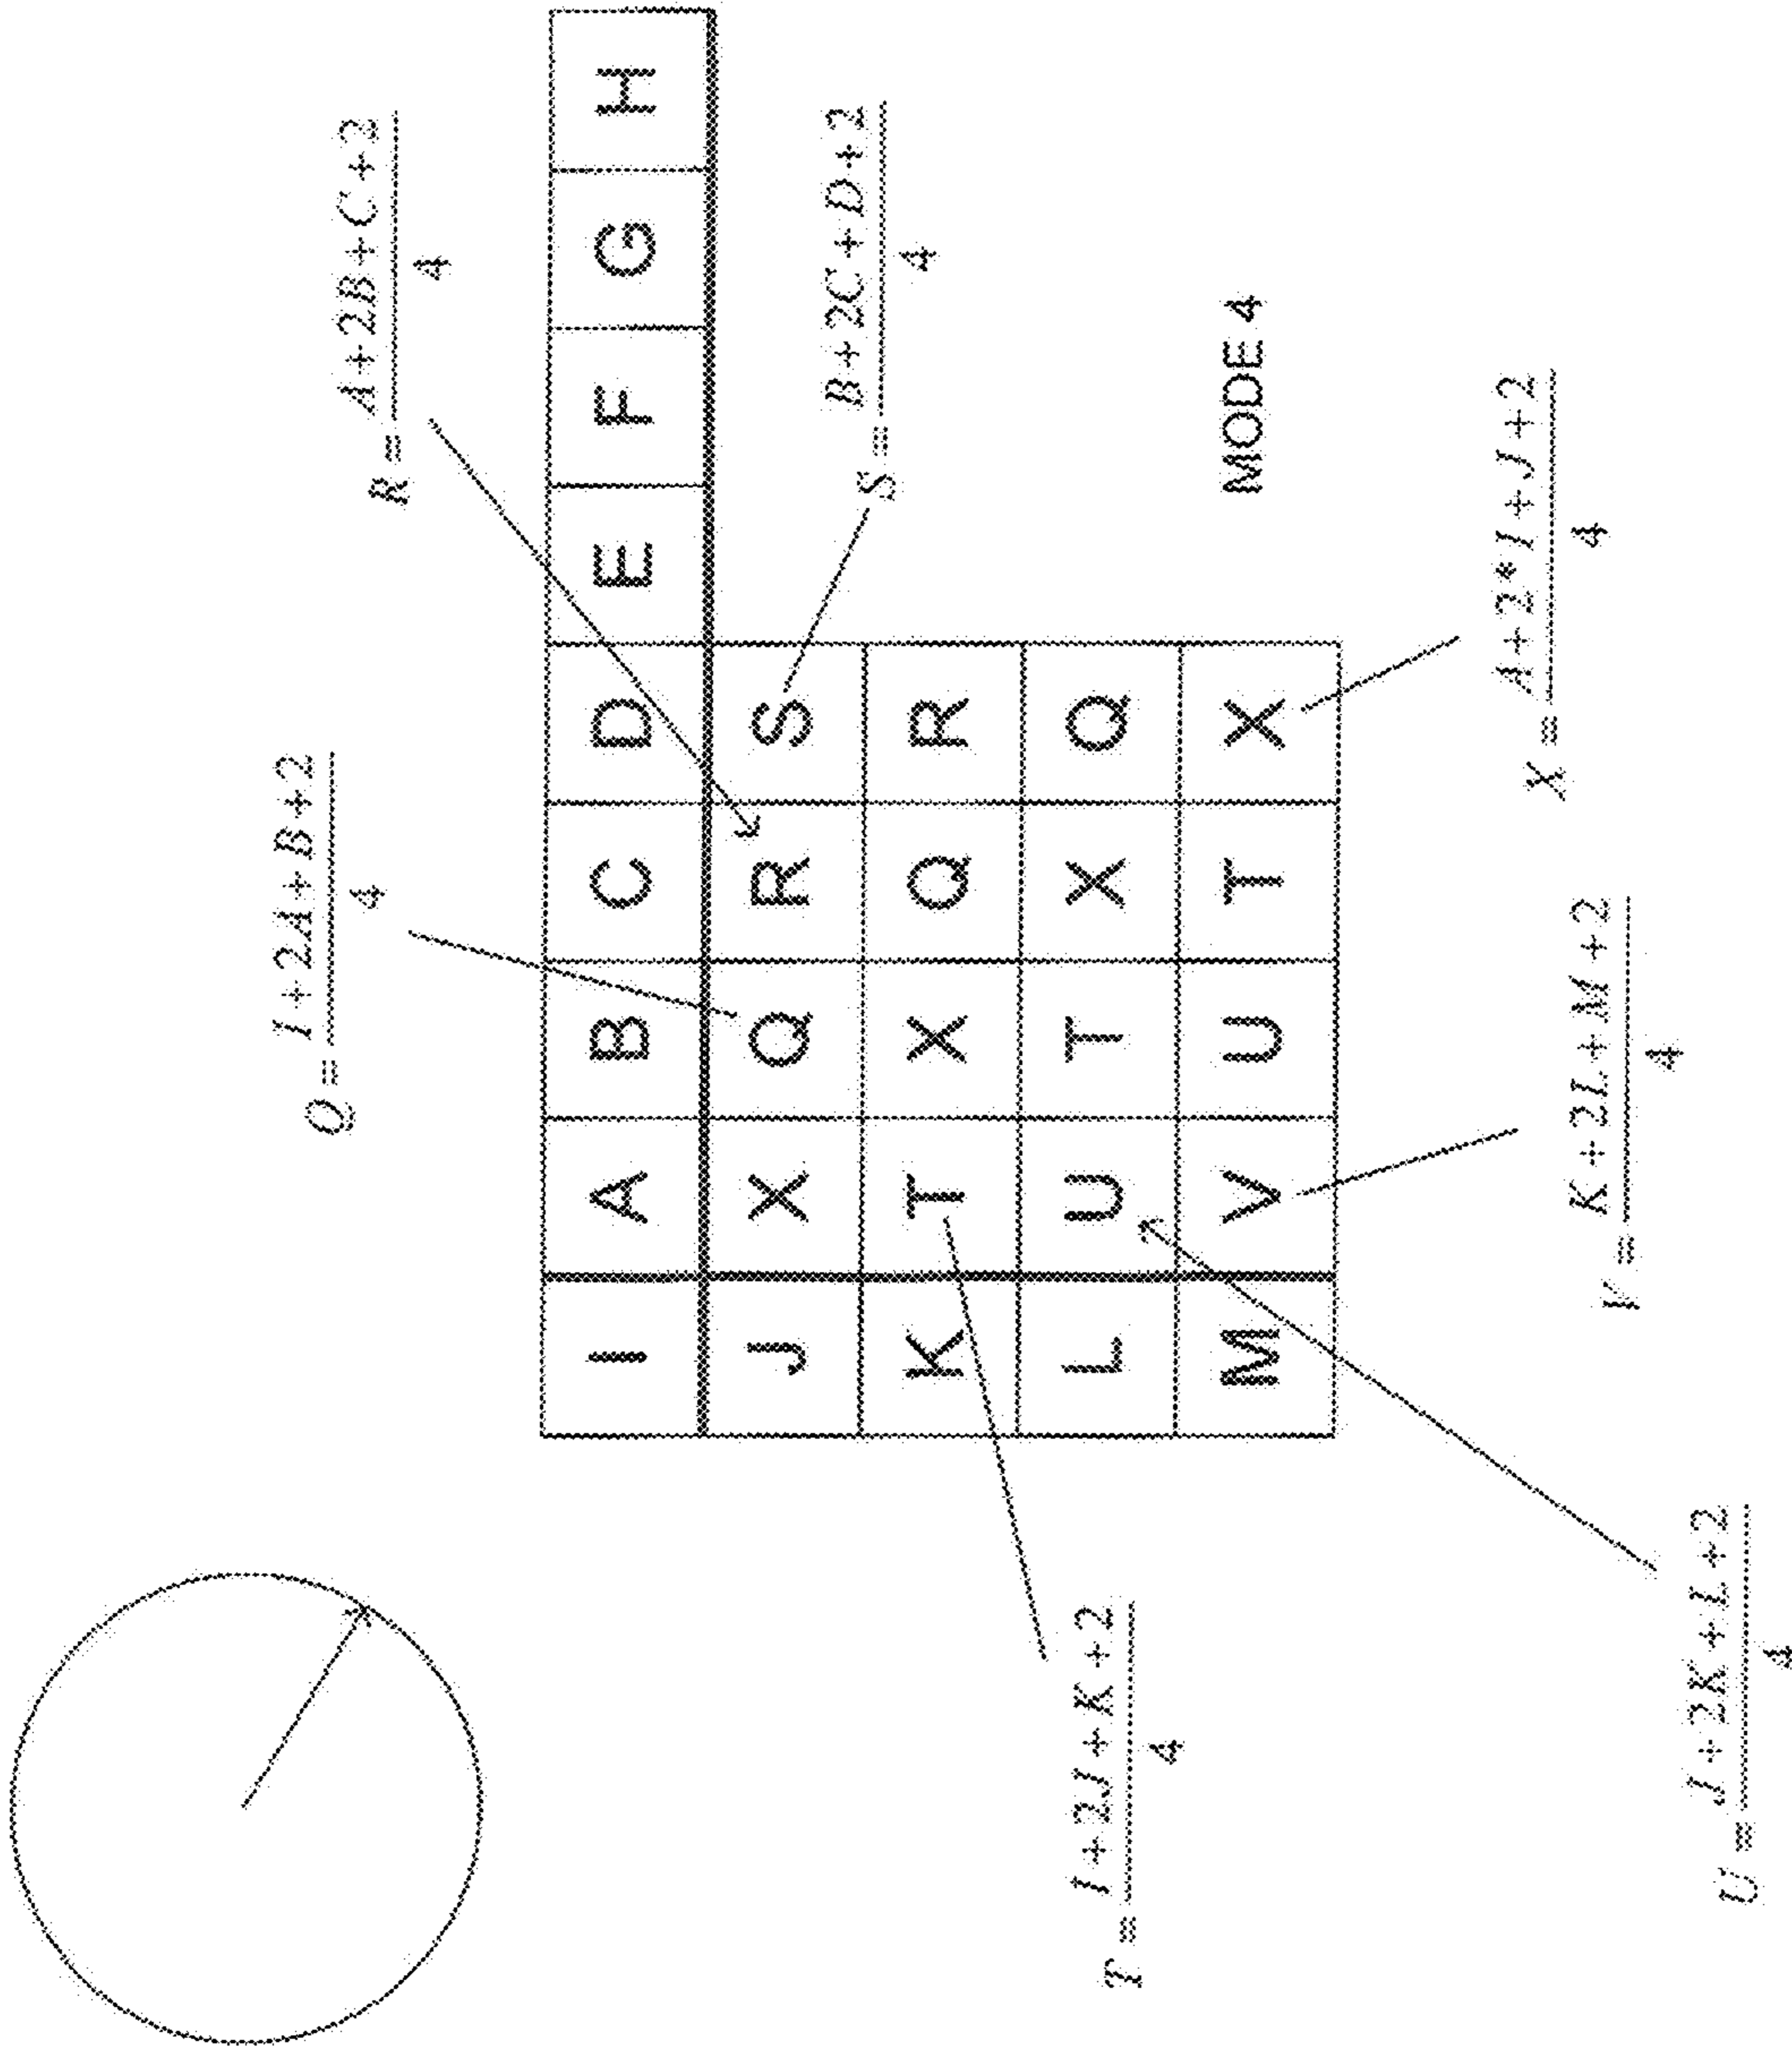 Q = I + 2A + B + 2 / 4
R = A + 2B + C + 2 / 4
I A B C D E F G H
J X Q R S
S = B + 2C + D + 2 / 4
K T X Q R
L U T X Q
M V U T X
MODE 4
T = I + 2J + K + 2 / 4
X = A + 2*I + J + 2 / 4
V = K + 2L + M + 2 / 4
U = J + 2K + L + 2 / 4